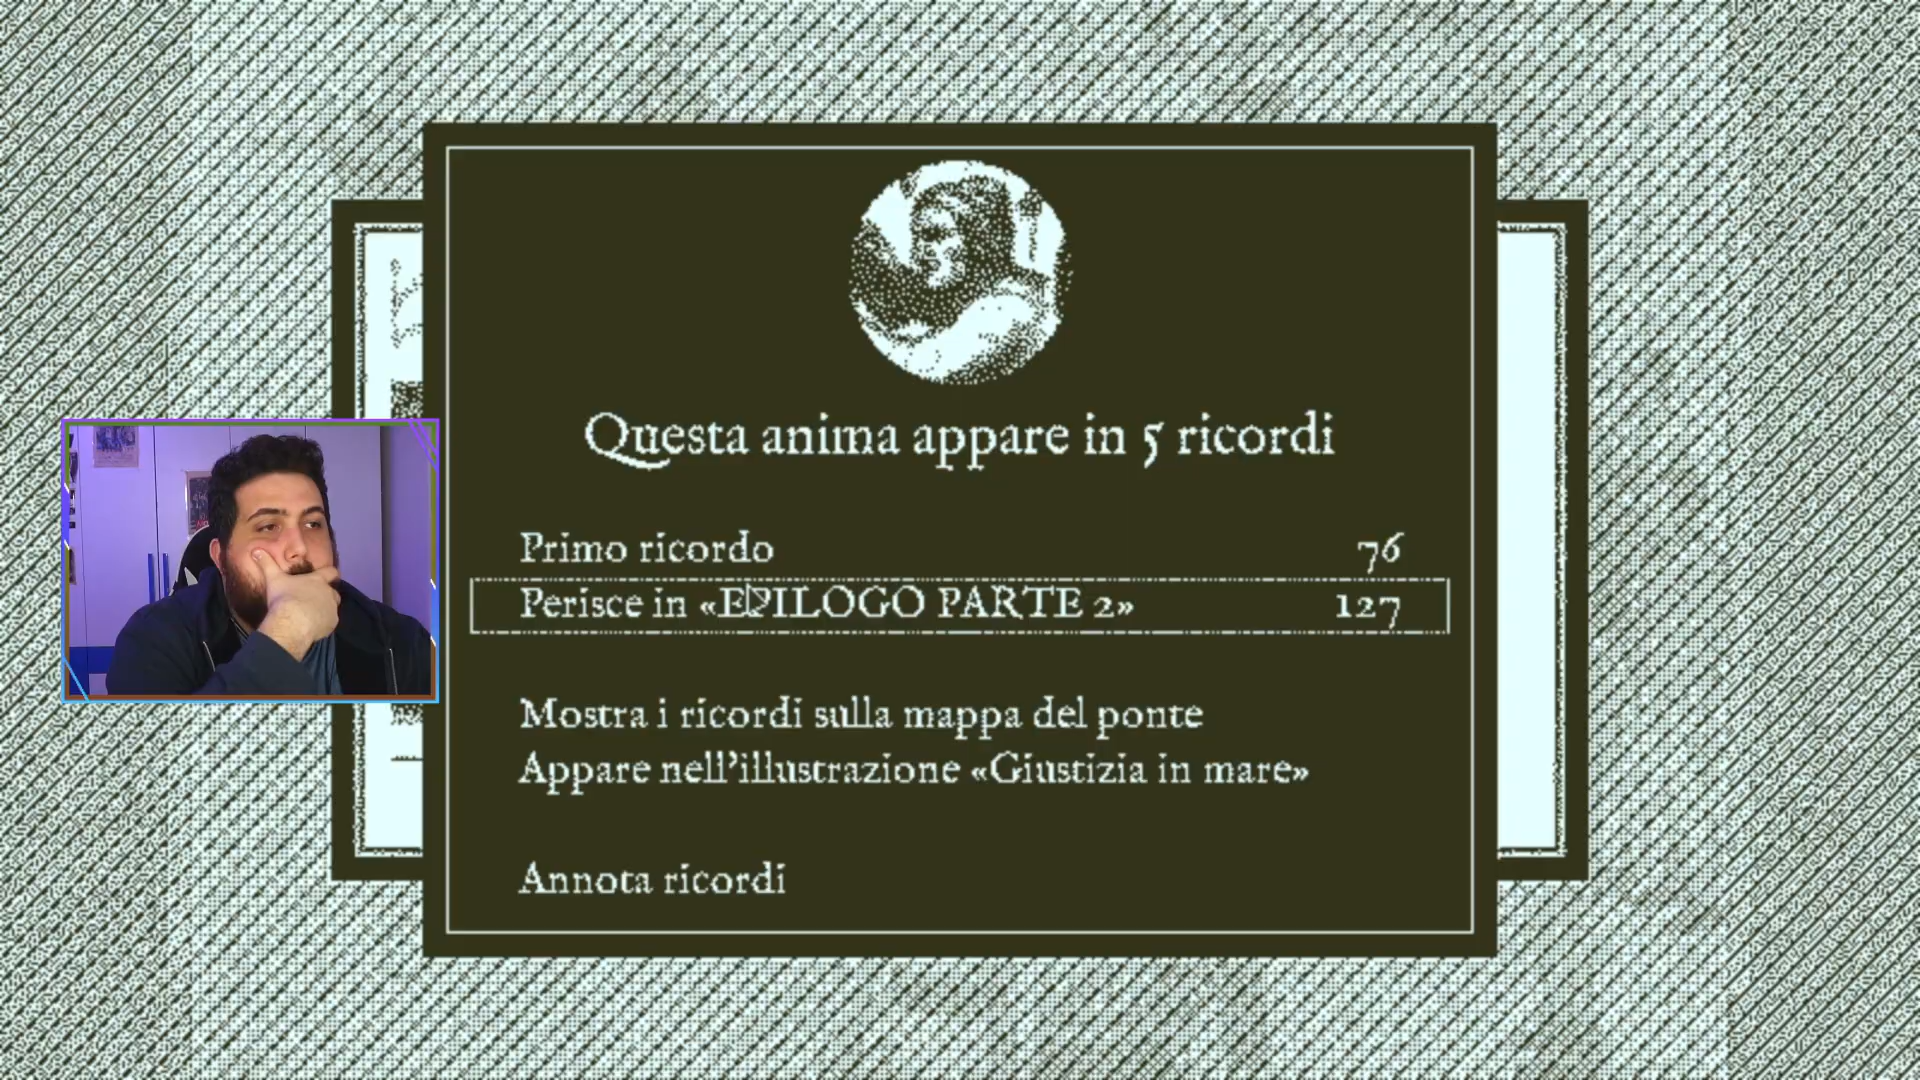 Questa anima appare in 5 ricordi
Primo ricordo 76
Perisce in «EPILOGO PARTE 2» 127
Mostra i ricordi sulla mappa del ponte
Appare nell'illustrazione «Giustizia in mare»
Annota ricordi